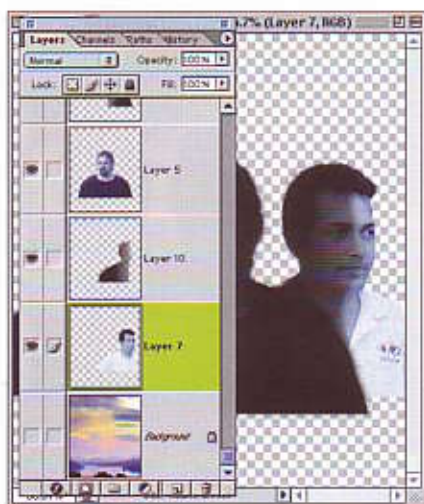 .7% (Layer 7, RGB)
Layers Channels Paths History
Normal Opacity: 100%
Lock: Fill: 100%
Layer 5
Layer 10
Layer 7
Background